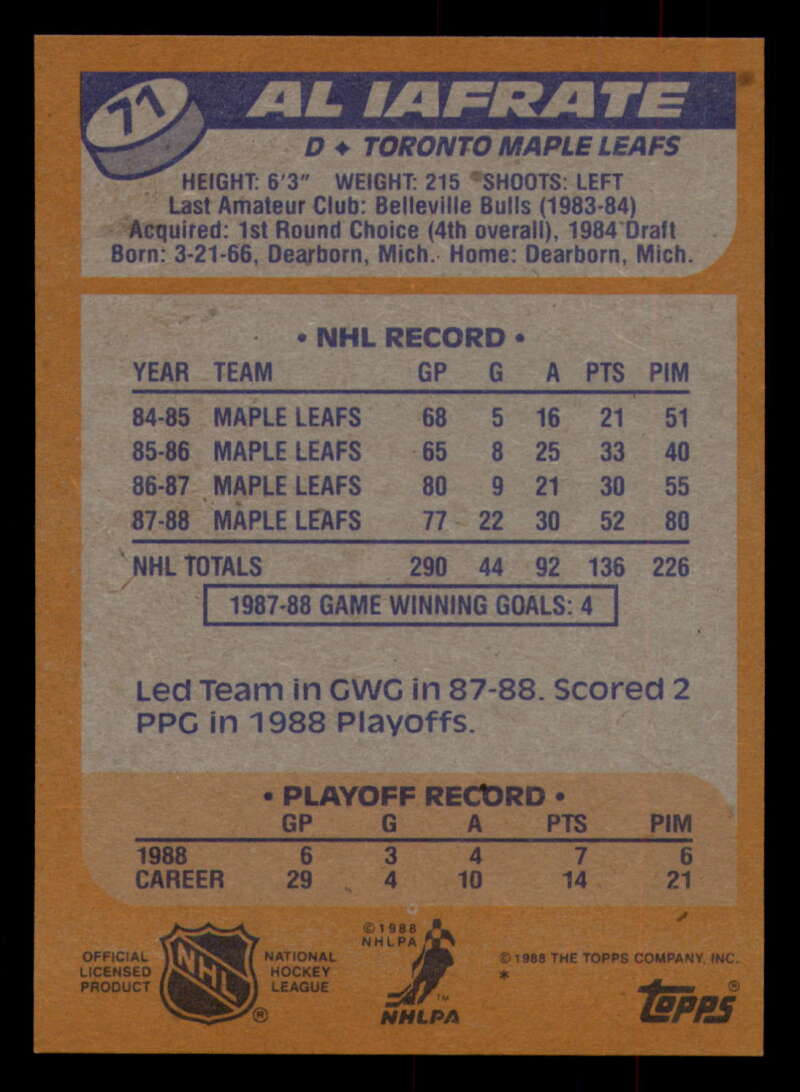 71
AL IAFRATE
D ✦ TORONTO MAPLE LEAFS
HEIGHT: 6'3" WEIGHT: 215 SHOOTS: LEFT
Last Amateur Club: Belleville Bulls (1983-84)
Acquired: 1st Round Choice (4th overall), 1984 Draft
Born: 3-21-66, Dearborn, Mich. Home: Dearborn, Mich.
• NHL RECORD •
YEAR TEAM GP G A PTS PIM
84-85 MAPLE LEAFS 68 5 16 21 51
85-86 MAPLE LEAFS 65 8 25 33 40
86-87 MAPLE LEAFS 80 9 21 30 55
87-88 MAPLE LEAFS 77 22 30 52 80
NHL TOTALS 290 44 92 136 226
1987-88 GAME WINNING GOALS: 4
Led Team in GWG in 87-88. Scored 2
PPG in 1988 Playoffs.
• PLAYOFF RECORD •
GP G A PTS PIM
1988 6 3 4 7 6
CAREER 29 4 10 14 21
OFFICIAL
LICENSED
PRODUCT
NHL
®
NATIONAL
HOCKEY
LEAGUE
©1988
NHLPA
TM
NHLPA
©1988 THE TOPPS COMPANY, INC.
*
TOPPS®